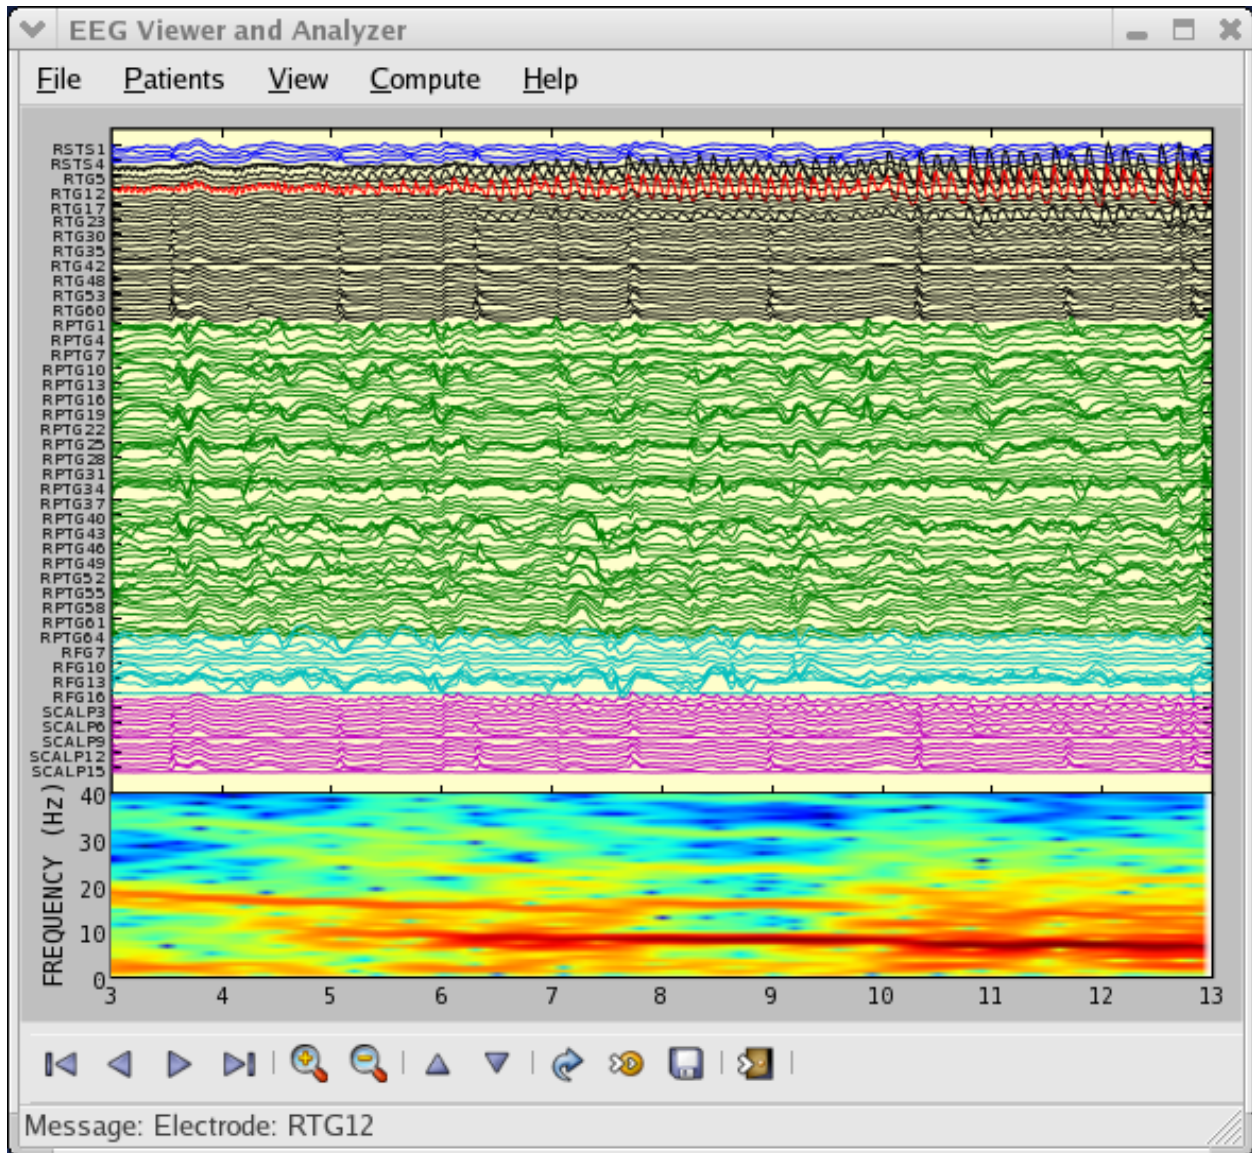 EEG Viewer and Analyzer
File Patients View Compute Help
RSTS1
RSTS4
RTG5
RTG12
RTG17
RTG23
RTG30
RTG35
RTG42
RTG48
RTG53
RTG60
RPTG1
RPTG4
RPTG7
RPTG10
RPTG13
RPTG16
RPTG19
RPTG22
RPTG25
RPTG28
RPTG31
RPTG34
RPTG37
RPTG40
RPTG43
RPTG46
RPTG49
RPTG52
RPTG55
RPTG58
RPTG61
RPTG64
RFG7
RFG10
RFG13
RFG16
SCALP3
SCALP6
SCALP9
SCALP12
SCALP15
FREQUENCY (Hz)
40
30
20
10
0
3 4 5 6 7 8 9 10 11 12 13
Message: Electrode: RTG12